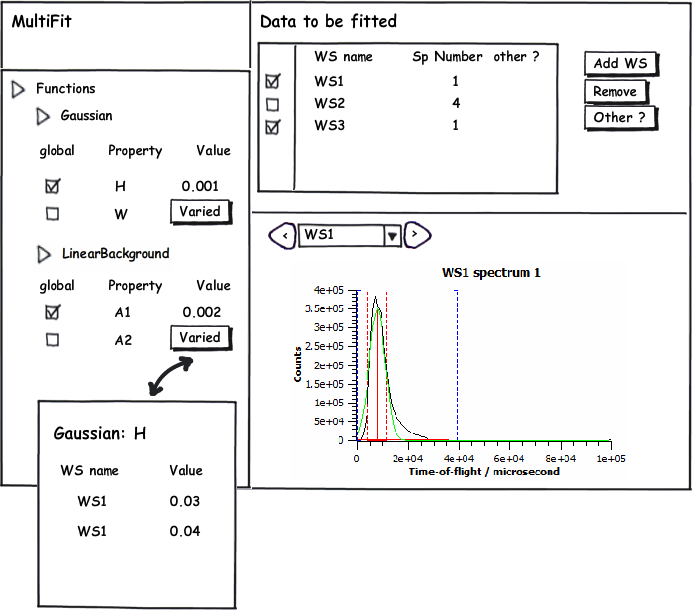 MultiFit
Functions
Gaussian
global Property Value
H 0.001
W Varied
LinearBackground
global Property Value
A1 0.002
A2 Varied
Gaussian: H
WS name Value
WS1 0.03
WS1 0.04
Data to be fitted
WS name Sp Number other ?
WS1 1
WS2 4
WS3 1
Add WS
Remove
Other ?
< WS1 >
WS1 spectrum 1
Counts
4e+05
3.5e+05
3e+05
2.5e+05
2e+05
1.5e+05
1e+05
5e+04
0
0 2e+04 4e+04 6e+04 8e+04 1e+05
Time-of-flight / microsecond